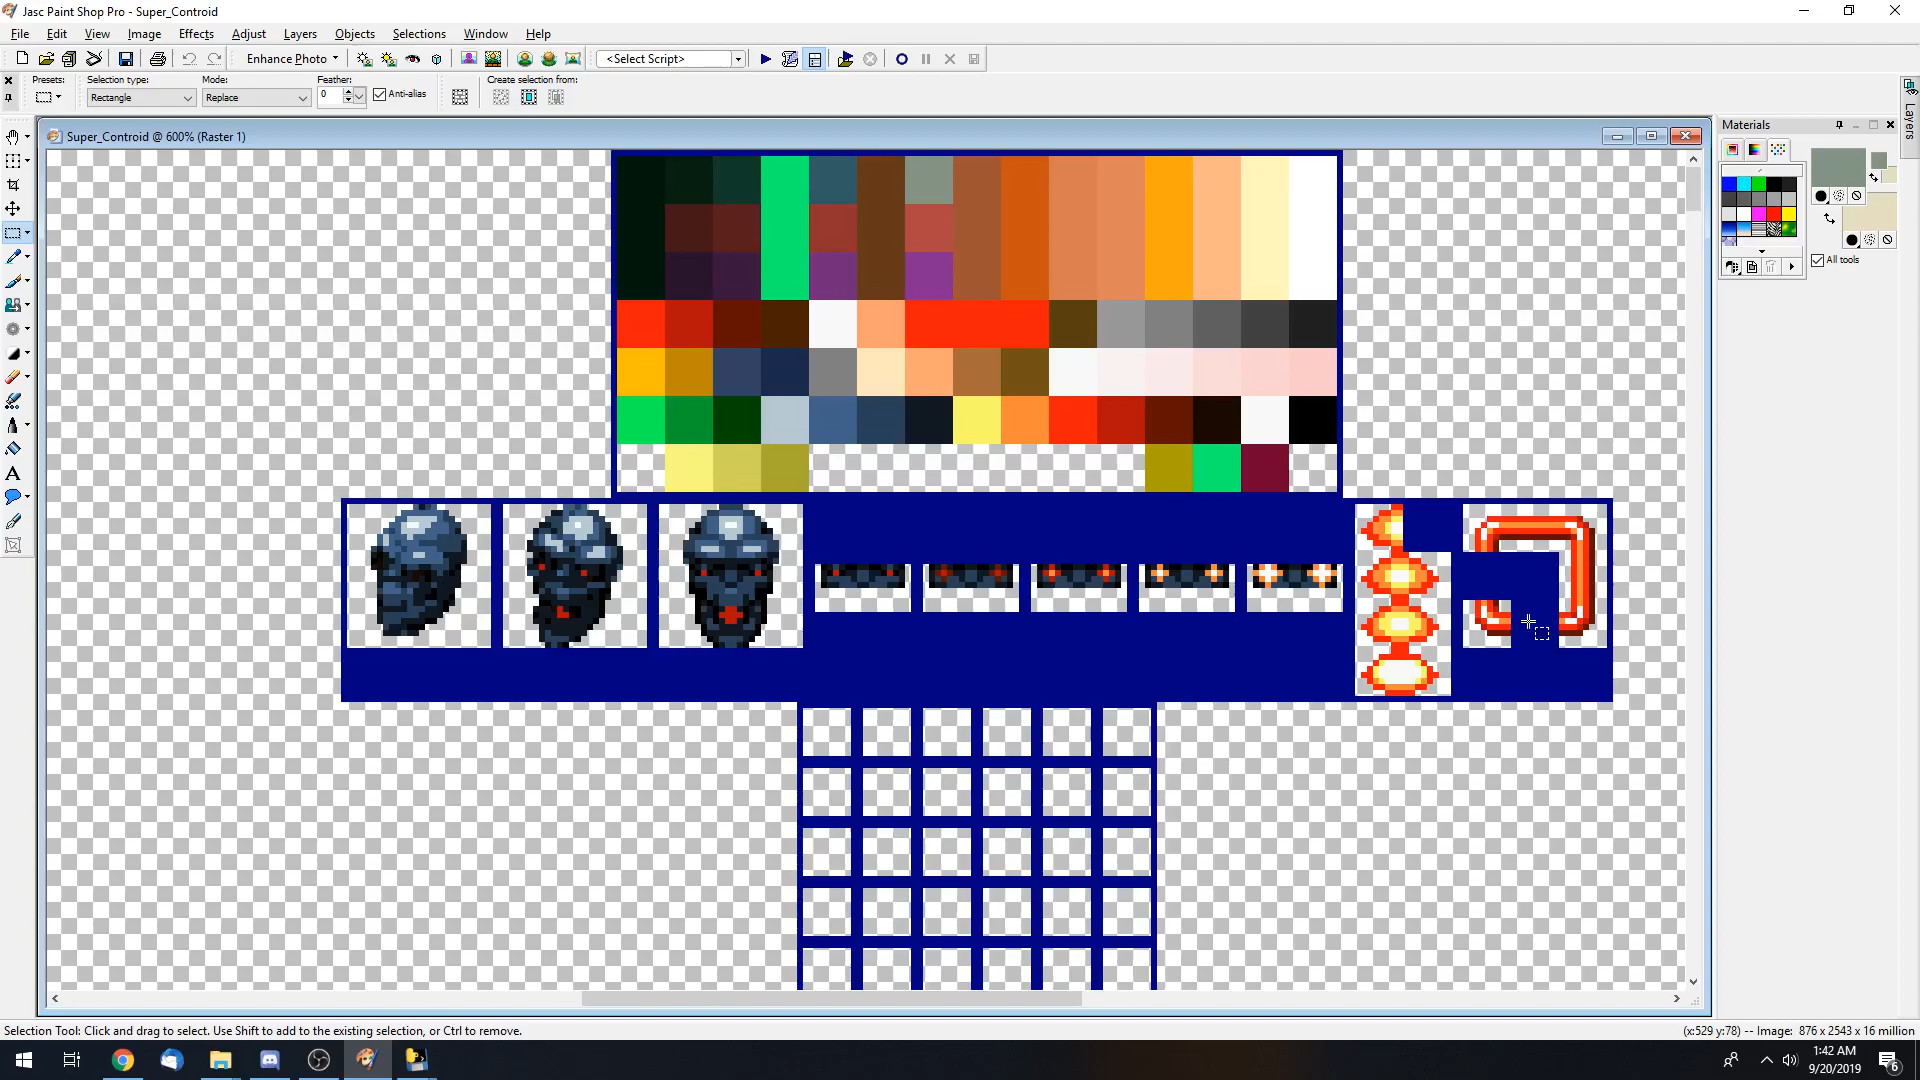 Jasc Paint Shop Pro - Super_Controid
File Edit View Image Effects Adjust Layers Objects Selections Window Help
Enhance Photo <Select Script>
Presets: Selection type: Mode: Feather: Create selection from:
Rectangle Replace 0 Anti-alias
Super_Controid @ 600% (Raster 1)
Materials
Layers
All tools
A
Selection Tool: Click and drag to select. Use Shift to add to the existing selection, or Ctrl to remove.
(x:529 y:78) -- Image: 876 x 2543 x 16 million
1:42 AM
9/20/2019
6